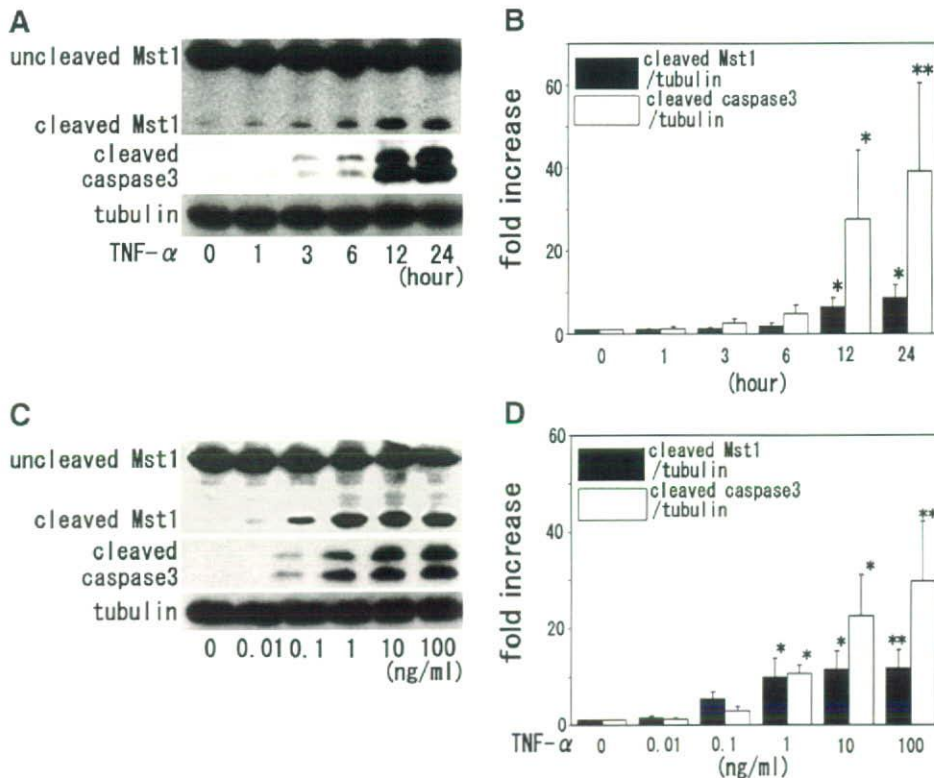 A
uncleaved Mst1
cleaved Mst1
cleaved
caspase3
tubulin
TNF-α 0 1 3 6 12 24
(hour)
B
cleaved Mst1
/tubulin
cleaved caspase3
/tubulin
fold increase
60
40
20
0
* * * **
0 1 3 6 12 24
(hour)
C
uncleaved Mst1
cleaved Mst1
cleaved
caspase3
tubulin
0 0.01 0.1 1 10 100
(ng/ml)
D
cleaved Mst1
/tubulin
cleaved caspase3
/tubulin
fold increase
60
40
20
0
* * * * ** **
TNF-α 0 0.01 0.1 1 10 100
(ng/ml)